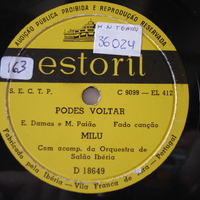 AUDIÇÃO PUBLICA PROIBIDA E REPRODUÇÃO RESERVADA
ANTÓNIO
36024
163
estoril
S. E. C. T. P.
C 9099 — EL 412
PODES VOLTAR
E. Damas e M. Paião
Fado canção
MILU
Com acomp. da Orquestra de
Salão Ibéria
D 18649
Fabricado pela Ibéria - Vila Franca de Xira - Portugal